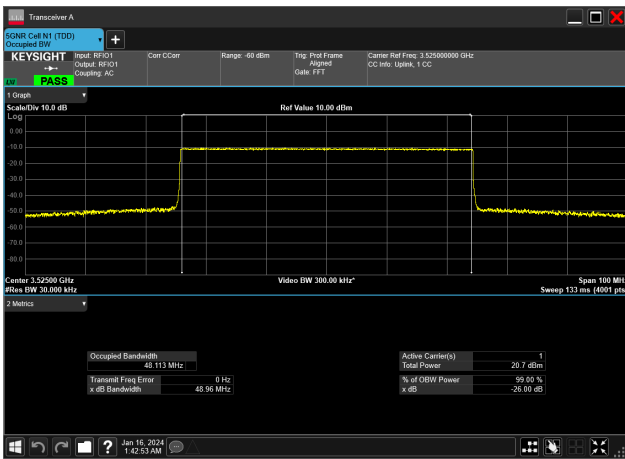 Transceiver A
5GNR Cell N1 (TDD)
Occupied BW
+
KEYSIGHT
LXI
PASS
Input: RFIO1
Output: RFIO1
Coupling: AC
Corr CCorr
Range: -60 dBm
Trig: Prot Frame
Aligned
Gate: FFT
Carrier Ref Freq: 3.525000000 GHz
CC Info: Uplink, 1 CC
1 Graph
Scale/Div 10.0 dB
Ref Value 10.00 dBm
Log
0.00
-10.0
-20.0
-30.0
-40.0
-50.0
-60.0
-70.0
-80.0
Center 3.52500 GHz
Video BW 300.00 kHz*
Span 100 MHz
#Res BW 30.000 kHz
Sweep 133 ms (4001 pts
2 Metrics
Occupied Bandwidth
48.113 MHz
Transmit Freq Error 0 Hz
x dB Bandwidth 48.96 MHz
Active Carrier(s) 1
Total Power 20.7 dBm
% of OBW Power 99.00 %
x dB -26.00 dB
?
Jan 16, 2024
1:42:53 AM